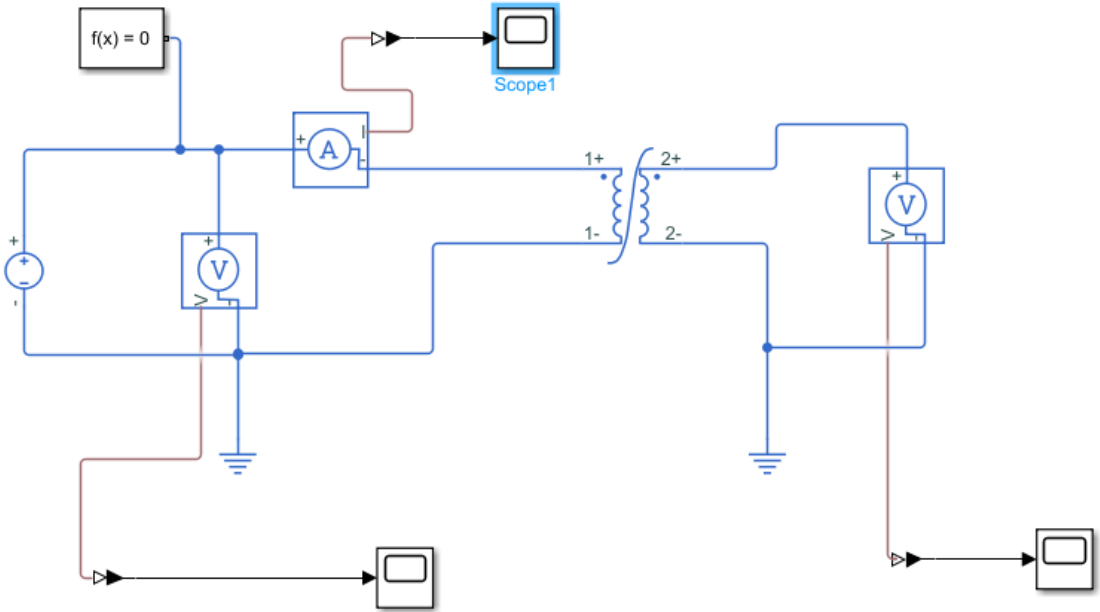 f(x) = 0
Scope1
+
I
A
-
1+
2+
+
V
V
-
+
+
V
V
-
1-
2-
+
-
-